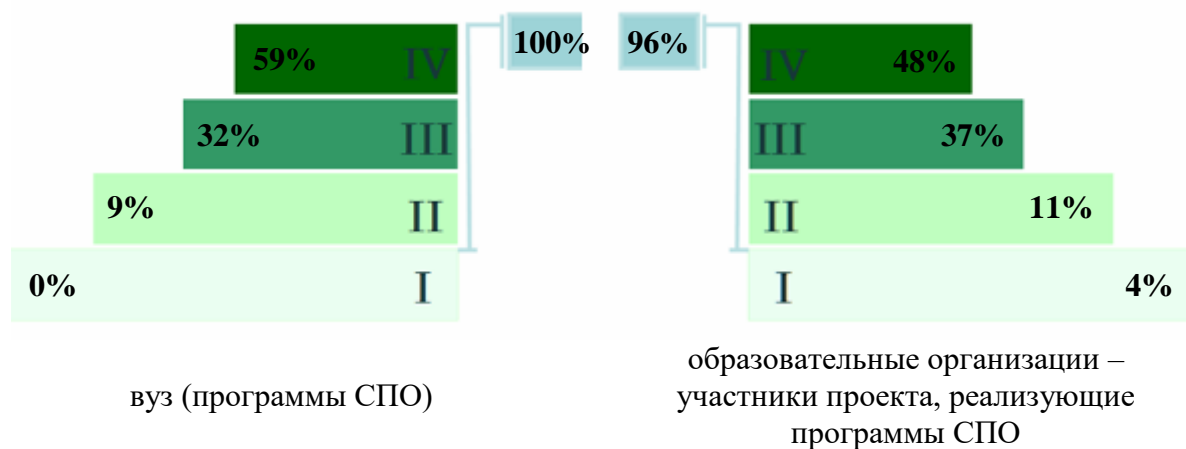 59% IV 100% 96% IV 48%
32% III III 37%
9% II II 11%
0% I I 4%
вуз (программы СПО)
образовательные организации –
участники проекта, реализующие
программы СПО